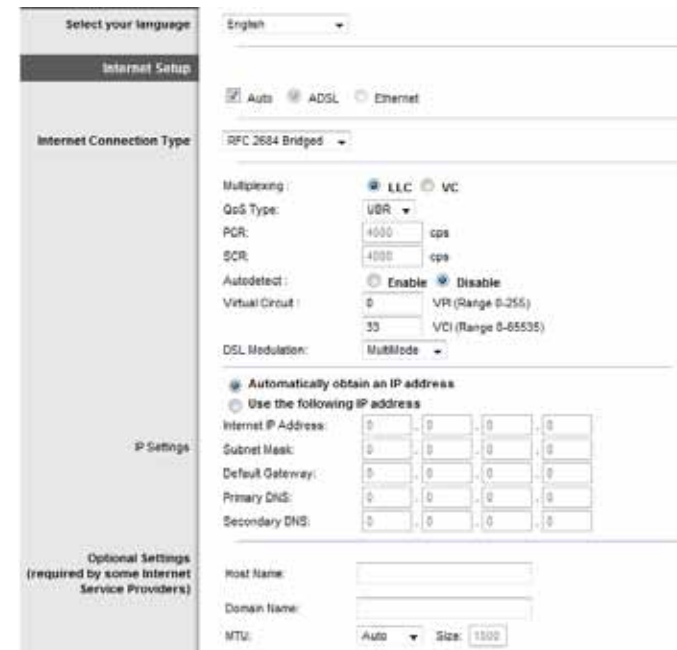 Select your language English
Internet Setup
Auto ADSL Ethernet
Internet Connection Type RFC 2684 Bridged
Multiplexing : LLC VC
QoS Type: UBR
PCR: 4000 cps
SCR: 4000 cps
Autodetect : Enable Disable
Virtual Circuit : 0 VPI (Range 0-255)
33 VCI (Range 0-65535)
DSL Modulation: MultiMode
Automatically obtain an IP address
Use the following IP address
Internet IP Address: 0 . 0 . 0 . 0
IP Settings Subnet Mask: 0 . 0 . 0 . 0
Default Gateway: 0 . 0 . 0 . 0
Primary DNS: 0 . 0 . 0 . 0
Secondary DNS: 0 . 0 . 0 . 0
Optional Settings
(required by some Internet Host Name:
Service Providers)
Domain Name:
MTU: Auto Size: 1500